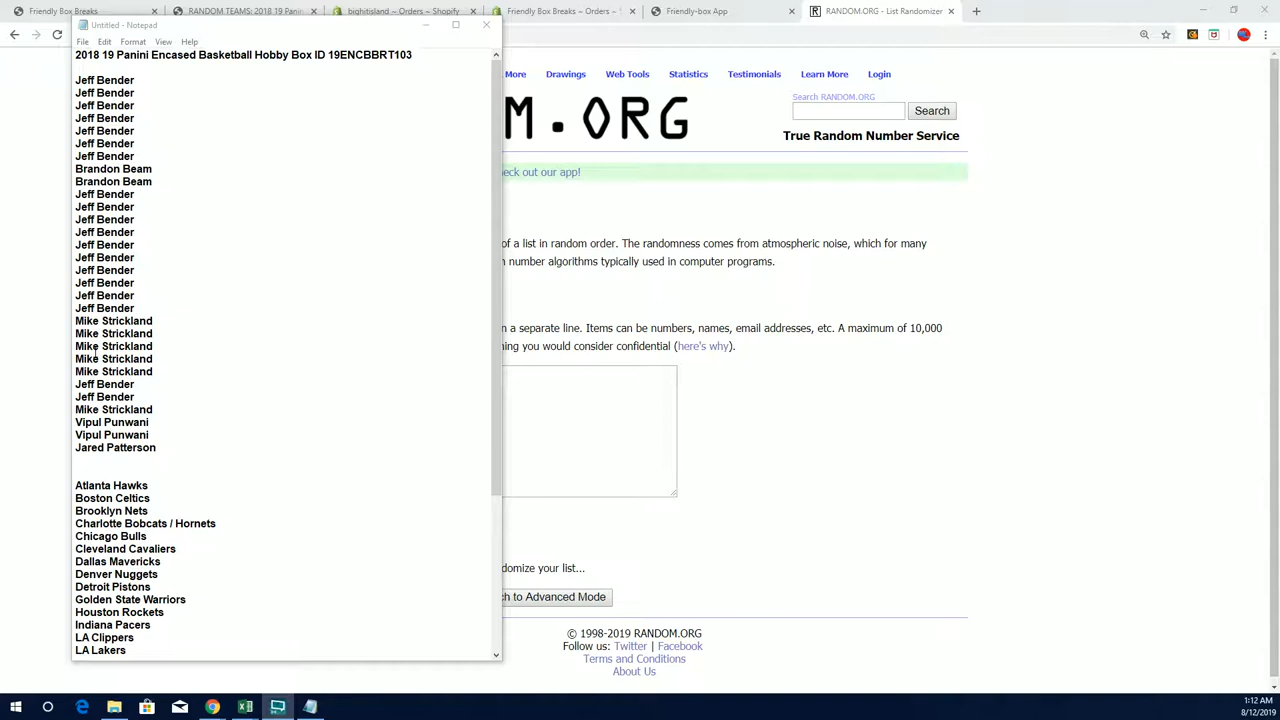 Friendly Box Breaks
RANDOM TEAMS: 2018 19 Panin
bighitisland ~ Orders ~ Shopify
Friendly Box Breaks ~ Orders ~
Friendly-box App
RANDOM.ORG - List Randomizer
Untitled - Notepad
File Edit Format View Help
2018 19 Panini Encased Basketball Hobby Box ID 19ENCBBRT103
Jeff Bender
Jeff Bender
Jeff Bender
Jeff Bender
Jeff Bender
Jeff Bender
Jeff Bender
Brandon Beam
Brandon Beam
Jeff Bender
Jeff Bender
Jeff Bender
Jeff Bender
Jeff Bender
Jeff Bender
Jeff Bender
Jeff Bender
Jeff Bender
Jeff Bender
Mike Strickland
Mike Strickland
Mike Strickland
Mike Strickland
Mike Strickland
Jeff Bender
Jeff Bender
Mike Strickland
Vipul Punwani
Vipul Punwani
Jared Patterson
Atlanta Hawks
Boston Celtics
Brooklyn Nets
Charlotte Bobcats / Hornets
Chicago Bulls
Cleveland Cavaliers
Dallas Mavericks
Denver Nuggets
Detroit Pistons
Golden State Warriors
Houston Rockets
Indiana Pacers
LA Clippers
LA Lakers
More Drawings Web Tools Statistics Testimonials Learn More Login
M.ORG
Search RANDOM.ORG
Search
True Random Number Service
eck out our app!
of a list in random order. The randomness comes from atmospheric noise, which for many
n number algorithms typically used in computer programs.
n a separate line. Items can be numbers, names, email addresses, etc. A maximum of 10,000
hing you would consider confidential (here's why).
domize your list...
ch to Advanced Mode
© 1998-2019 RANDOM.ORG
Follow us: Twitter | Facebook
Terms and Conditions
About Us
1:12 AM
8/12/2019